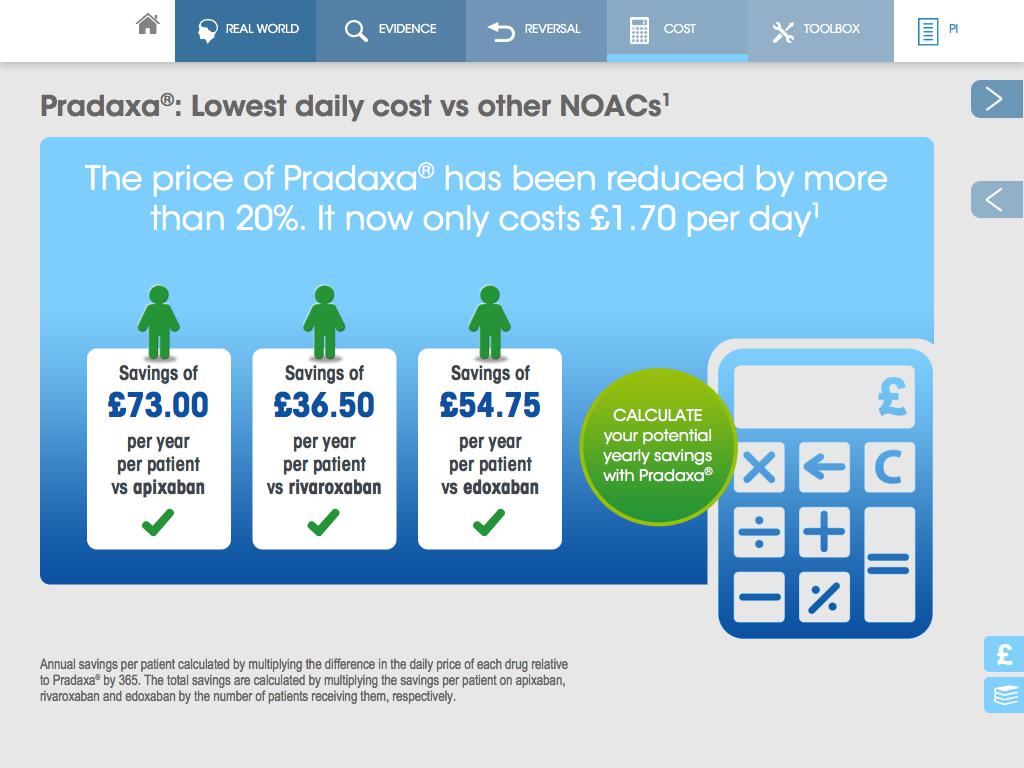 REAL WORLD
EVIDENCE
REVERSAL
COST
TOOLBOX
PI
Pradaxa®: Lowest daily cost vs other NOACs¹
The price of Pradaxa® has been reduced by more
than 20%. It now only costs £1.70 per day¹
Savings of
£73.00
per year
per patient
vs apixaban
Savings of
£36.50
per year
per patient
vs rivaroxaban
Savings of
£54.75
per year
per patient
vs edoxaban
CALCULATE
your potential
yearly savings
with Pradaxa®
£
× ← C
÷ +
=
− %
Annual savings per patient calculated by multiplying the difference in the daily price of each drug relative
to Pradaxa® by 365. The total savings are calculated by multiplying the savings per patient on apixaban,
rivaroxaban and edoxaban by the number of patients receiving them, respectively.
£